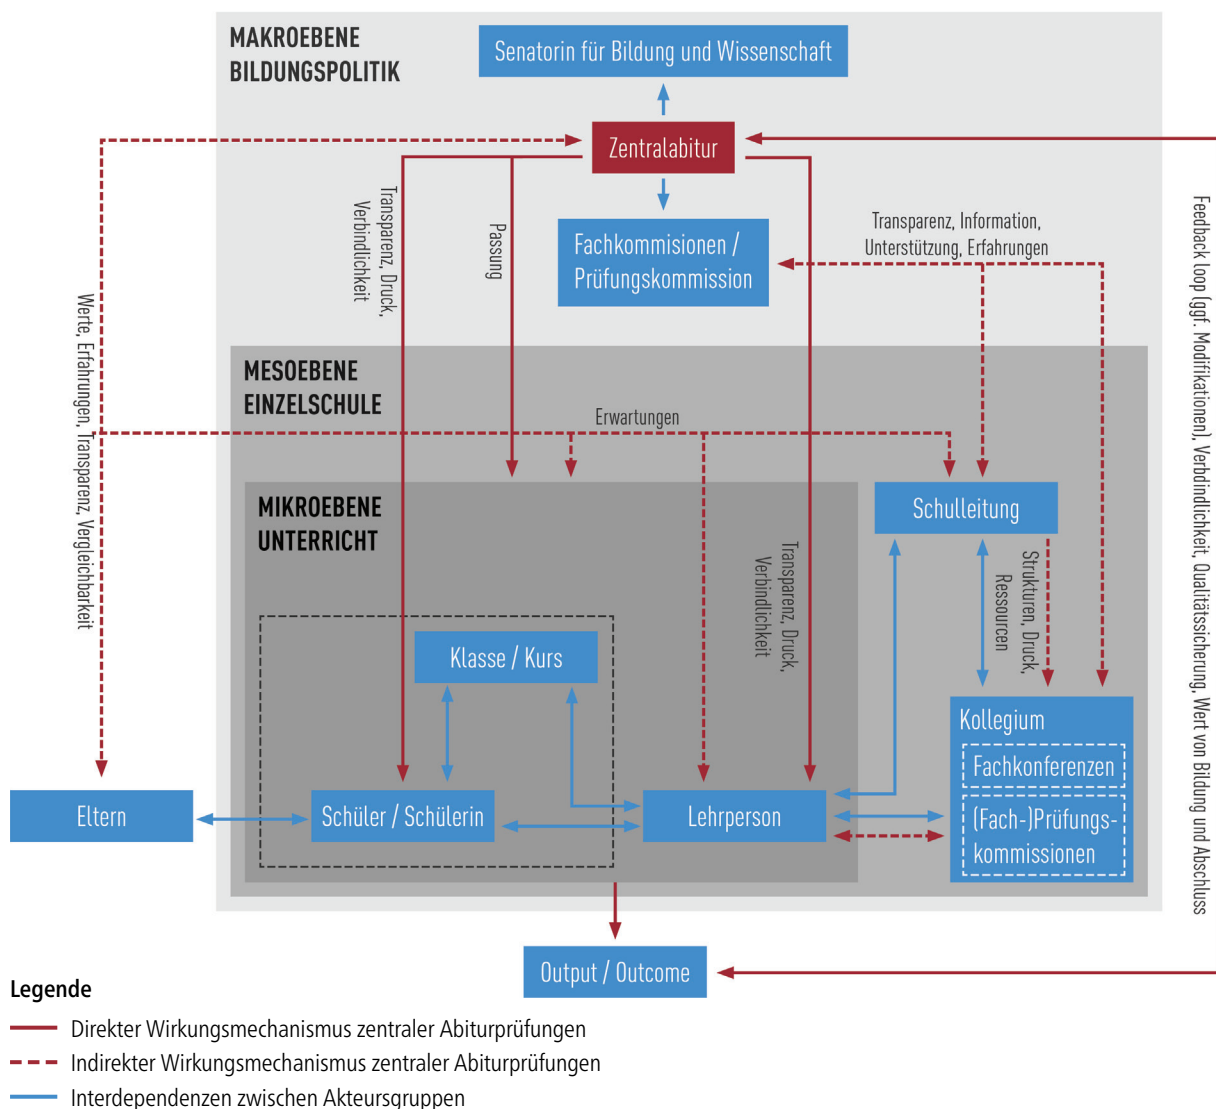 MAKROEBENE
BILDUNGSPOLITIK
Senatorin für Bildung und Wissenschaft
Zentralabitur
Transparenz, Druck,
Verbindlichkeit
Passung
Fachkommisionen /
Prüfungskommission
Transparenz, Information,
Unterstützung, Erfahrungen
Werte, Erfahrungen, Transparenz, Vergleichbarkeit
Feedback loop (ggf. Modifikationen), Verbdindlichkeit, Qualitätssicherung, Wert von Bildung und Abschluss
MESOEBENE
EINZELSCHULE
Erwartungen
MIKROEBENE
UNTERRICHT
Schulleitung
Transparenz, Druck,
Verbindlichkeit
Strukturen, Druck,
Ressourcen
Klasse / Kurs
Kollegium
Fachkonferenzen
(Fach-)Prüfungs-
kommissionen
Eltern
Schüler / Schülerin
Lehrperson
Output / Outcome
Legende
Direkter Wirkungsmechanismus zentraler Abiturprüfungen
Indirekter Wirkungsmechanismus zentraler Abiturprüfungen
Interdependenzen zwischen Akteursgruppen